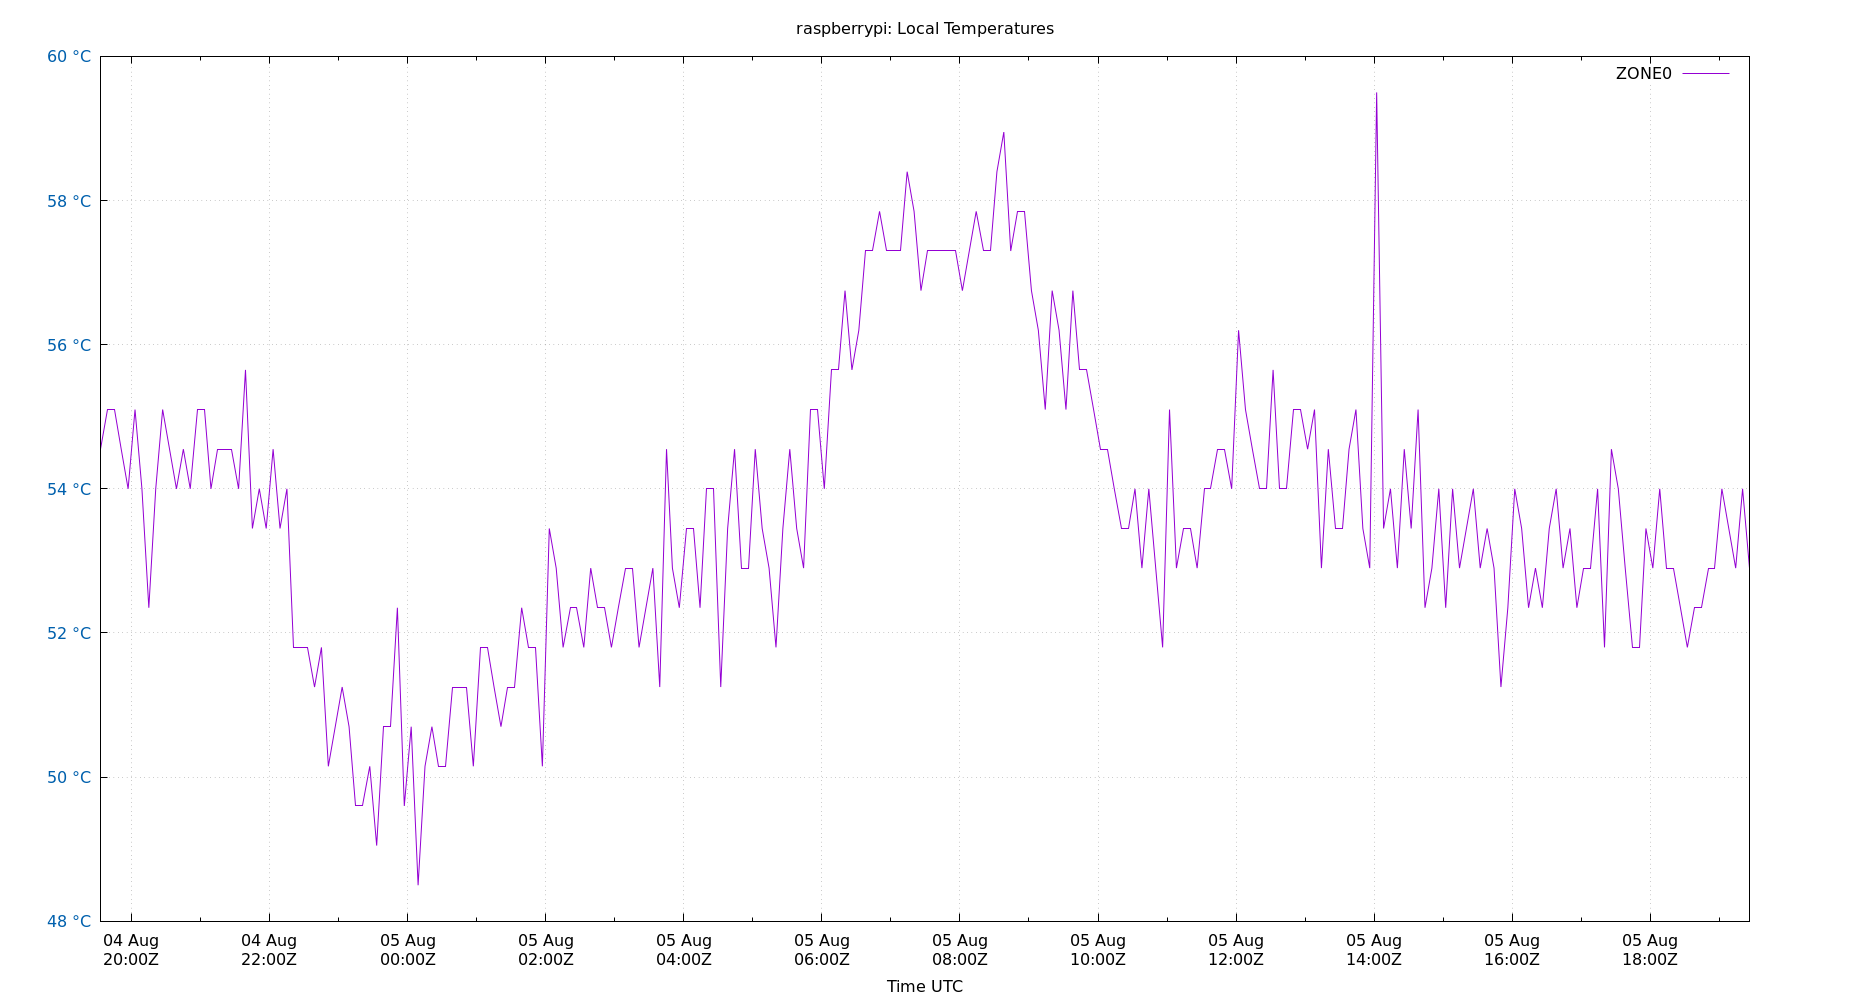 raspberrypi: Local Temperatures
60 °C
ZONE0
58 °C
56 °C
54 °C
52 °C
50 °C
48 °C
04 Aug 04 Aug 05 Aug 05 Aug 05 Aug 05 Aug 05 Aug 05 Aug 05 Aug 05 Aug 05 Aug 05 Aug
20:00Z 22:00Z 00:00Z 02:00Z 04:00Z 06:00Z 08:00Z 10:00Z 12:00Z 14:00Z 16:00Z 18:00Z
Time UTC